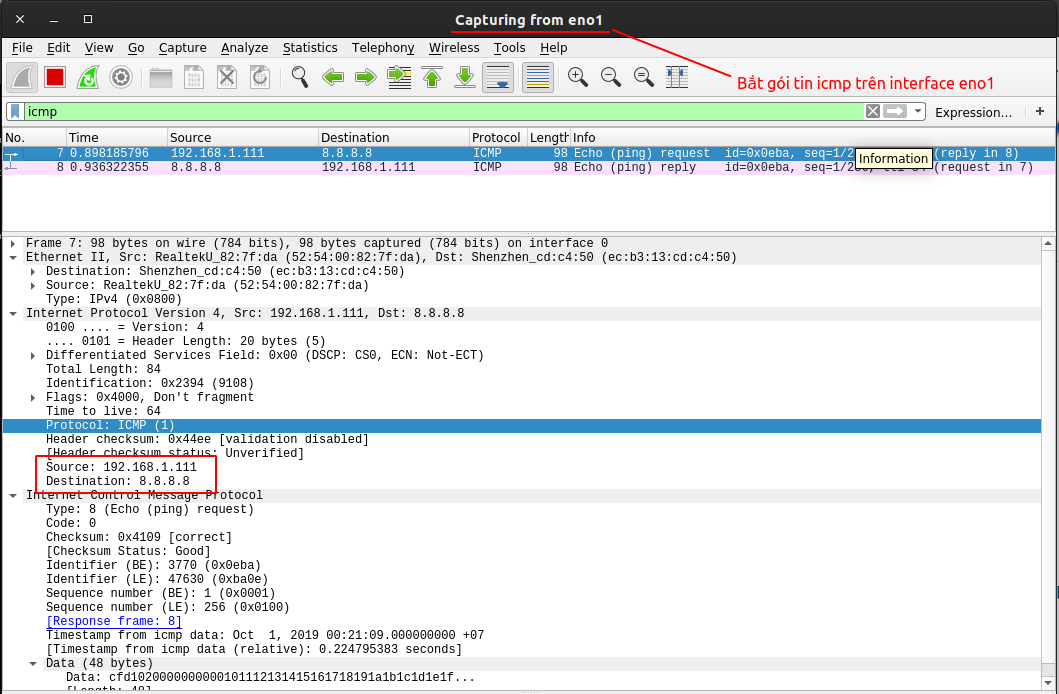 Capturing from eno1
File Edit View Go Capture Analyze Statistics Telephony Wireless Tools Help
Bắt gói tin icmp trên interface eno1
icmp
Expression...
No. Time Source Destination Protocol Length Info
7 0.898185796 192.168.1.111 8.8.8.8 ICMP 98 Echo (ping) request id=0x0eba, seq=1/2 (reply in 8)
8 0.936322355 8.8.8.8 192.168.1.111 ICMP 98 Echo (ping) reply id=0x0eba, (request in 7)
Information
Frame 7: 98 bytes on wire (784 bits), 98 bytes captured (784 bits) on interface 0
Ethernet II, Src: RealtekU_82:7f:da (52:54:00:82:7f:da), Dst: Shenzhen_cd:c4:50 (ec:b3:13:cd:c4:50)
Destination: Shenzhen_cd:c4:50 (ec:b3:13:cd:c4:50)
Source: RealtekU_82:7f:da (52:54:00:82:7f:da)
Type: IPv4 (0x0800)
Internet Protocol Version 4, Src: 192.168.1.111, Dst: 8.8.8.8
0100 .... = Version: 4
.... 0101 = Header Length: 20 bytes (5)
Differentiated Services Field: 0x00 (DSCP: CS0, ECN: Not-ECT)
Total Length: 84
Identification: 0x2394 (9108)
Flags: 0x4000, Don't fragment
Time to live: 64
Protocol: ICMP (1)
Header checksum: 0x44ee [validation disabled]
[Header checksum status: Unverified]
Source: 192.168.1.111
Destination: 8.8.8.8
Internet Control Message Protocol
Type: 8 (Echo (ping) request)
Code: 0
Checksum: 0x4109 [correct]
[Checksum Status: Good]
Identifier (BE): 3770 (0x0eba)
Identifier (LE): 47630 (0xba0e)
Sequence number (BE): 1 (0x0001)
Sequence number (LE): 256 (0x0100)
[Response frame: 8]
Timestamp from icmp data: Oct  1, 2019 00:21:09.000000000 +07
[Timestamp from icmp data (relative): 0.224795383 seconds]
Data (48 bytes)
Data: cfd1020000000000101112131415161718191a1b1c1d1e1f...
[Length: 48]